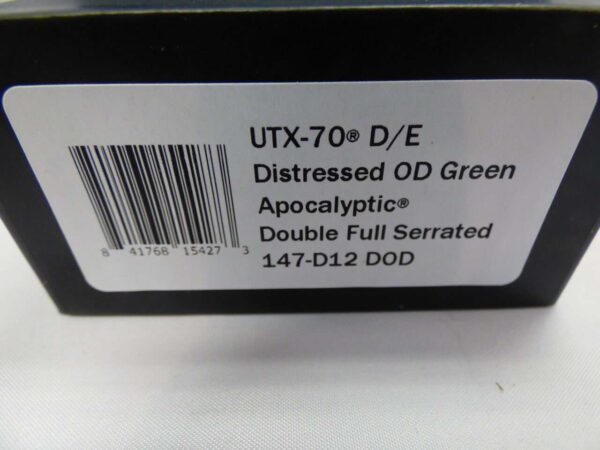 UTX-70® D/E
Distressed OD Green
Apocalyptic®
Double Full Serrated
147-D12 DOD
8 41768 15427 3